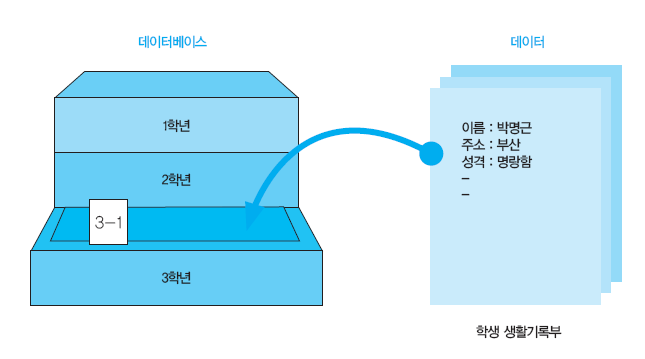 데이터베이스
데이터
1학년
2학년
3-1
3학년
이름 : 박명근
주소 : 부산
성격 : 명랑함
–
–
학생 생활기록부